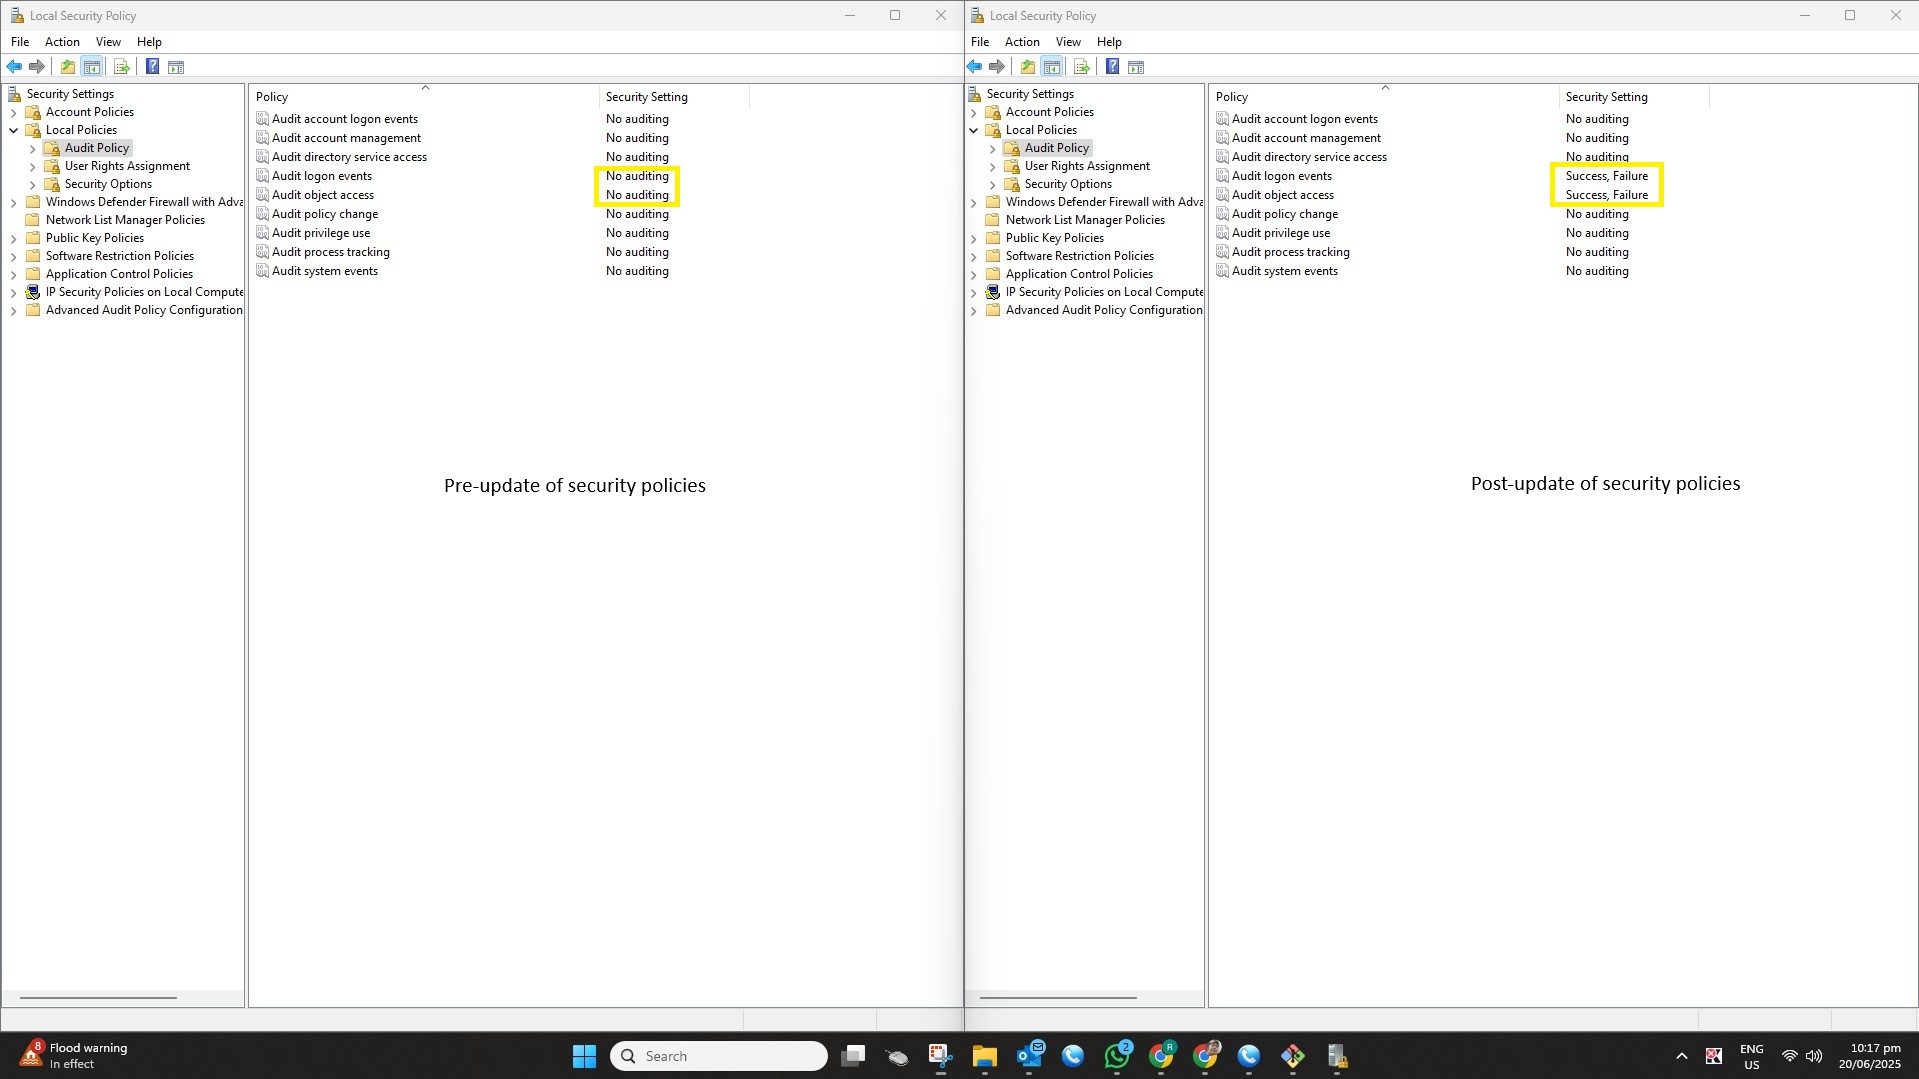 Local Security Policy
File Action View Help
Security Settings
Account Policies
Local Policies
Audit Policy
User Rights Assignment
Security Options
Windows Defender Firewall with Adva
Network List Manager Policies
Public Key Policies
Software Restriction Policies
Application Control Policies
IP Security Policies on Local Compute
Advanced Audit Policy Configuration
Policy Security Setting
Audit account logon events No auditing
Audit account management No auditing
Audit directory service access No auditing
Audit logon events No auditing
Audit object access No auditing
Audit policy change No auditing
Audit privilege use No auditing
Audit process tracking No auditing
Audit system events No auditing
Pre-update of security policies
Local Security Policy
File Action View Help
Security Settings
Account Policies
Local Policies
Audit Policy
User Rights Assignment
Security Options
Windows Defender Firewall with Adva
Network List Manager Policies
Public Key Policies
Software Restriction Policies
Application Control Policies
IP Security Policies on Local Compute
Advanced Audit Policy Configuration
Policy Security Setting
Audit account logon events No auditing
Audit account management No auditing
Audit directory service access No auditing
Audit logon events Success, Failure
Audit object access Success, Failure
Audit policy change No auditing
Audit privilege use No auditing
Audit process tracking No auditing
Audit system events No auditing
Post-update of security policies
8
Flood warning
In effect
Search
2
R
ENG
US
10:17 pm
20/06/2025